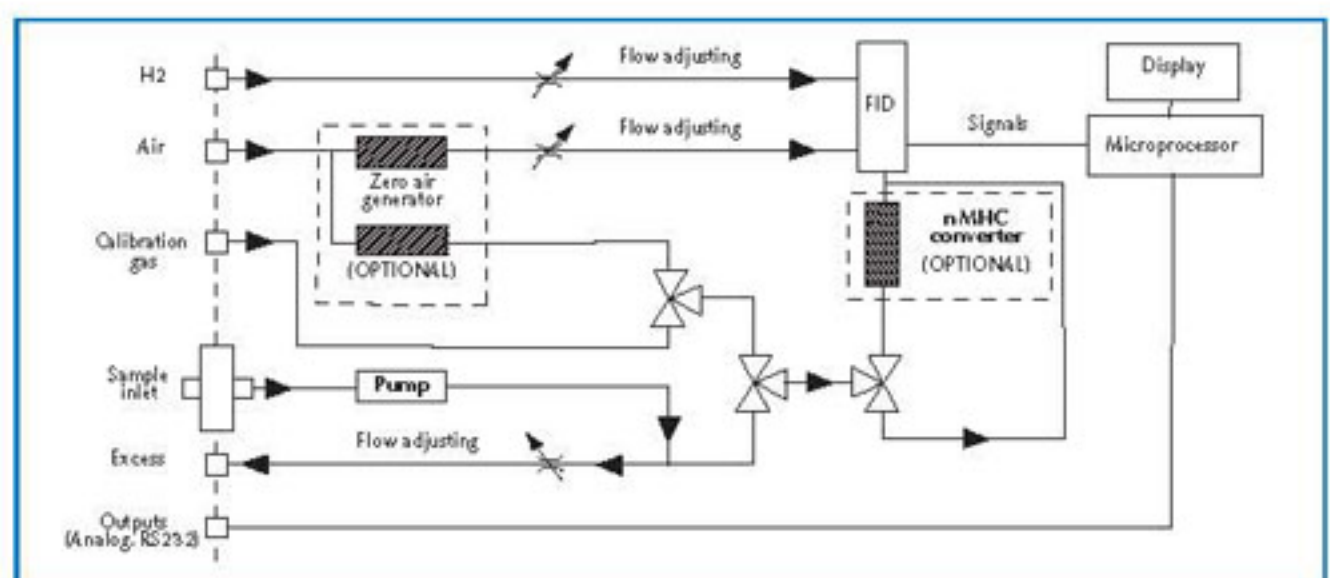 H2
Flow adjusting
FID
Display
Air
Flow adjusting
Signals
Microprocessor
Zero air
generator
nMHC
converter
(OPTIONAL)
Calibration
gas
(OPTIONAL)
Sample
inlet
Pump
Flow adjusting
Excess
Outputs
(Analog. RS232)